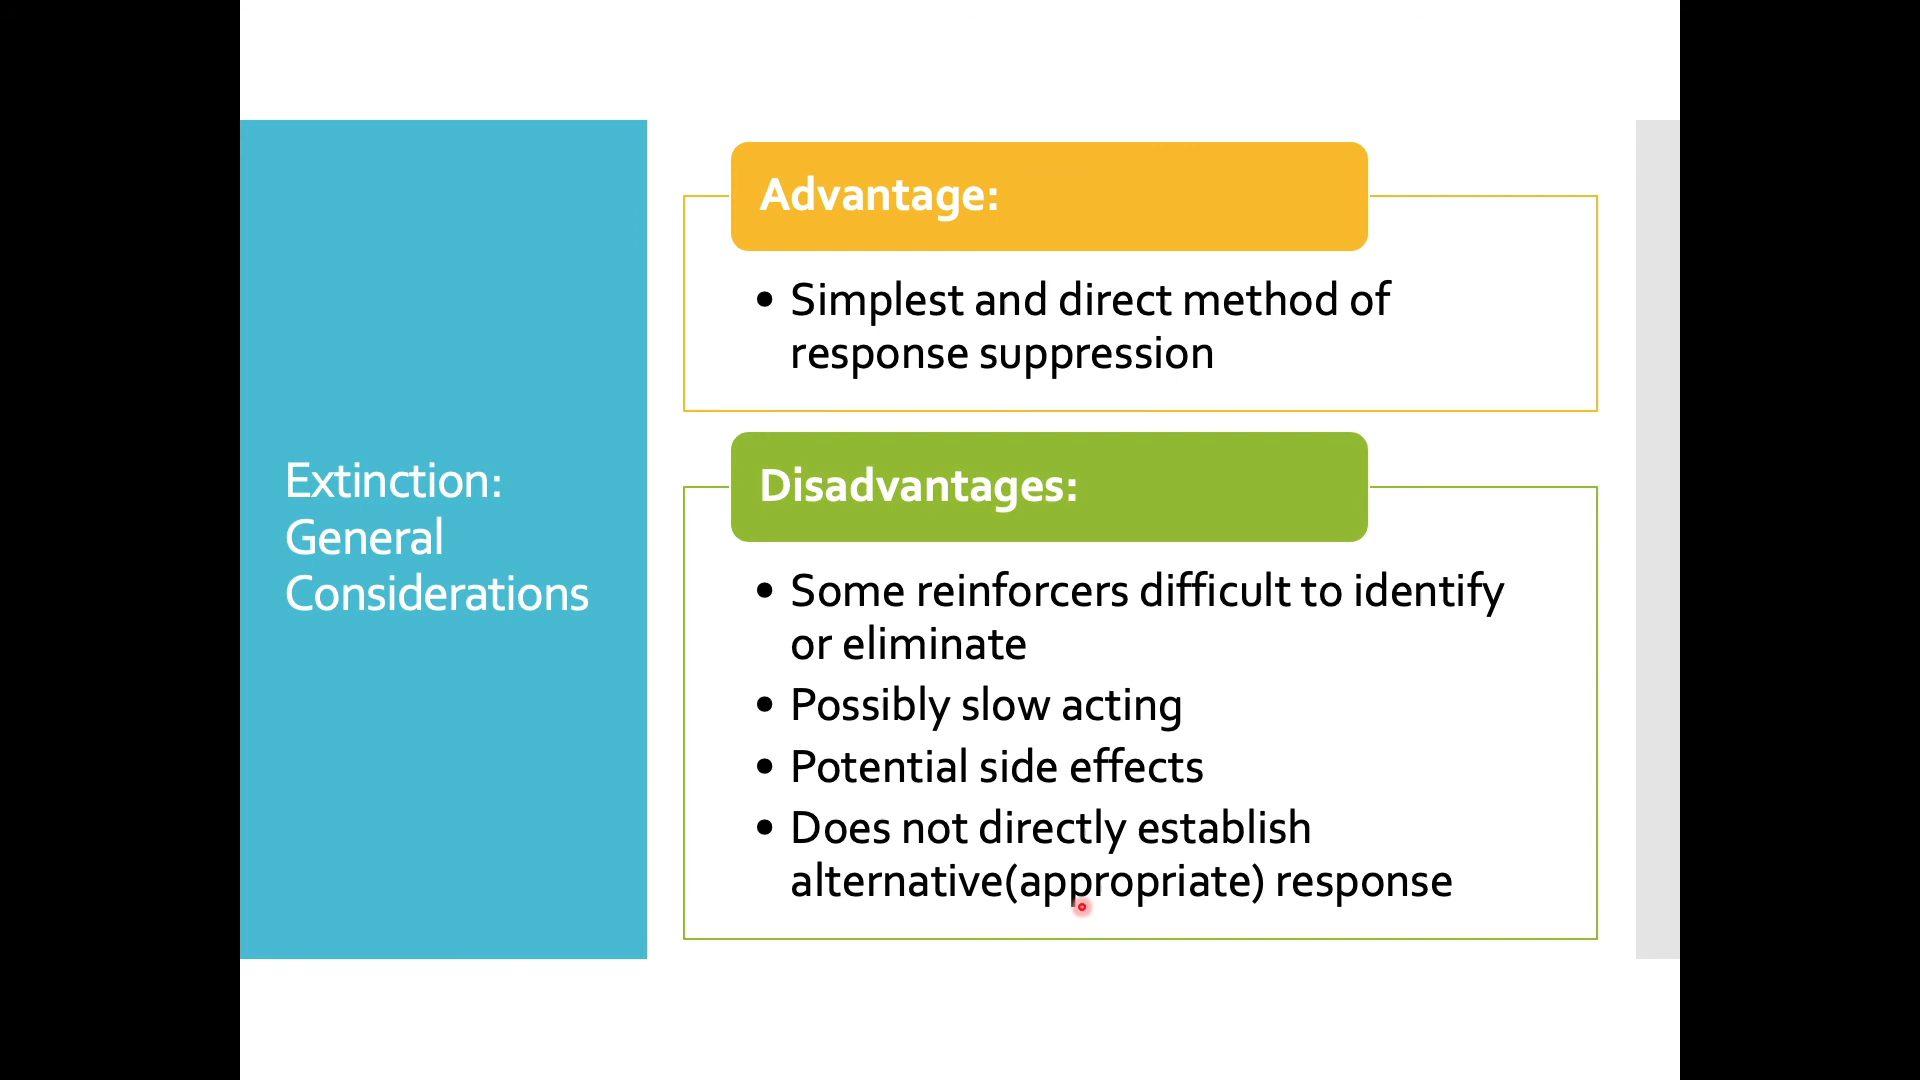 Extinction:
General
Considerations
Advantage:
• Simplest and direct method of
response suppression
Disadvantages:
• Some reinforcers difficult to identify
or eliminate
• Possibly slow acting
• Potential side effects
• Does not directly establish
alternative(appropriate) response